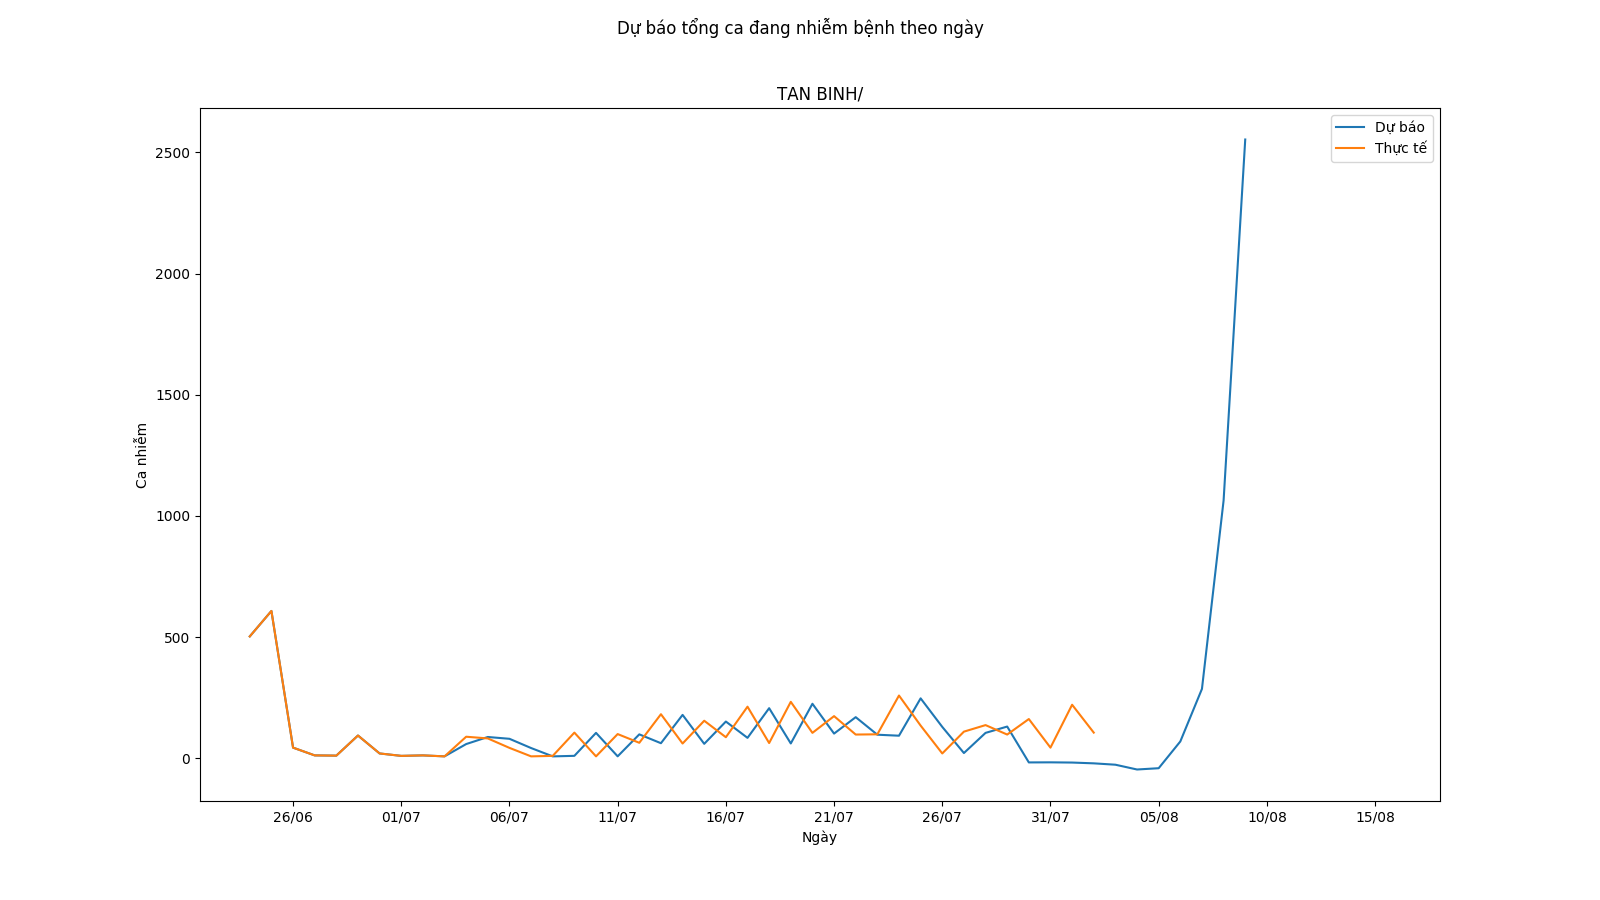 Dự báo tổng ca đang nhiễm bệnh theo ngày
TAN BINH/
Dự báo
Thực tế
2500
2000
1500
1000
500
0
Ca nhiễm
26/06
01/07
06/07
11/07
16/07
21/07
26/07
31/07
05/08
10/08
15/08
Ngày